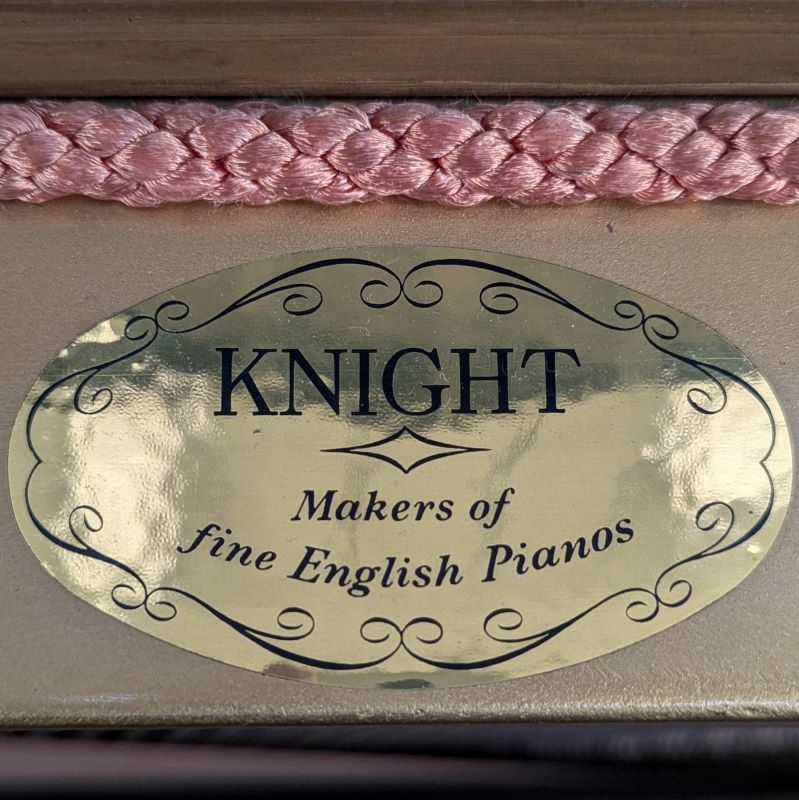 KNIGHT
Makers of
fine English Pianos